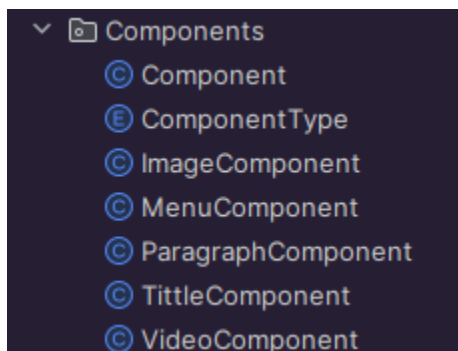 Components
C Component
E ComponentType
C ImageComponent
C MenuComponent
C ParagraphComponent
C TittleComponent
C VideoComponent